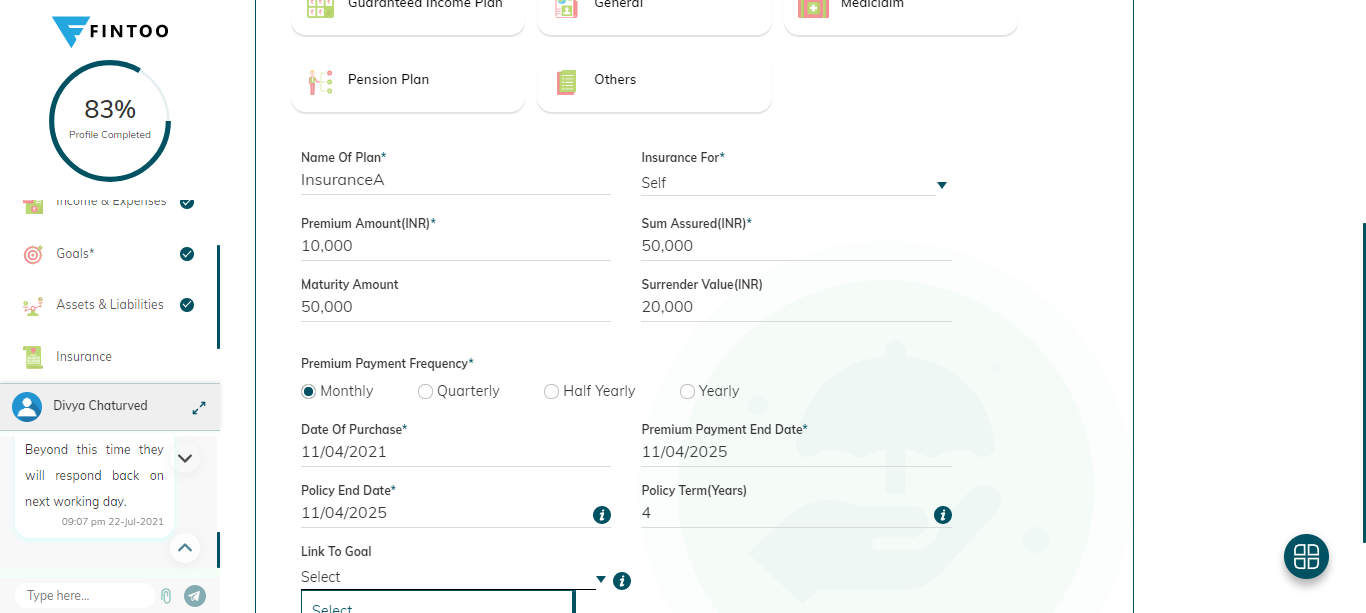 FINTOO
83%
Profile Completed
Income & Expenses
Goals*
Assets & Liabilities
Insurance
Divya Chaturved
Beyond this time they
will respond back on
next working day.
09:07 pm 22-Jul-2021
Type here...
Guaranteed Income Plan
General
Mediclaim
Pension Plan
Others
Name Of Plan*
InsuranceA
Insurance For*
Self
Premium Amount(INR)*
10,000
Sum Assured(INR)*
50,000
Maturity Amount
50,000
Surrender Value(INR)
20,000
Premium Payment Frequency*
Monthly
Quarterly
Half Yearly
Yearly
Date Of Purchase*
11/04/2021
Premium Payment End Date*
11/04/2025
Policy End Date*
11/04/2025
Policy Term(Years)
4
Link To Goal
Select
Select